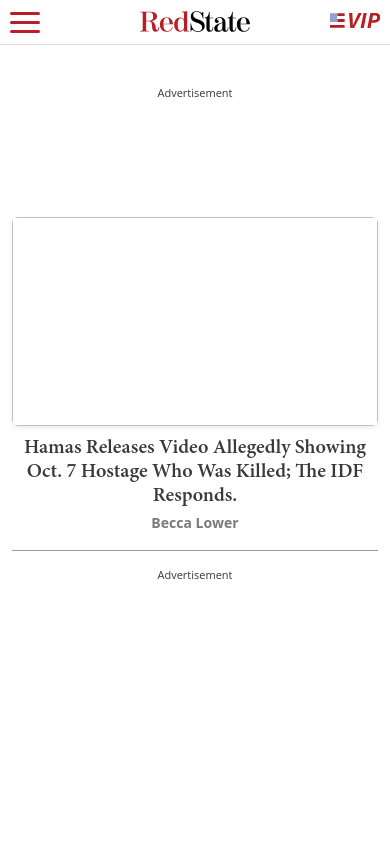 RedState
VIP
Advertisement
Hamas Releases Video Allegedly Showing
Oct. 7 Hostage Who Was Killed; The IDF
Responds.
Becca Lower
Advertisement